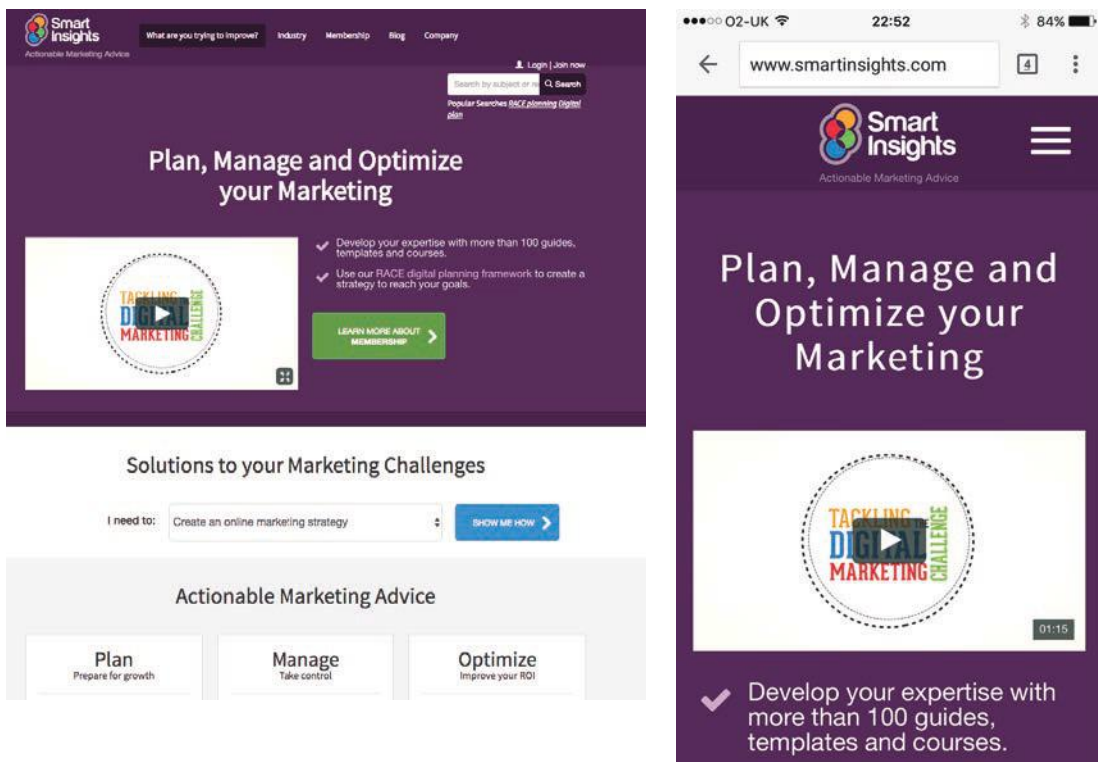 Smart
Insights
Actionable Marketing Advice
What are you trying to improve?
Industry
Membership
Blog
Company
Login | Join now
Search by subject or re
Search
Popular Searches RACE planning Digital
plan
Plan, Manage and Optimize
your Marketing
TACKLING
DIGITAL
MARKETING
CHALLENGE
Develop your expertise with more than 100 guides,
templates and courses.
Use our RACE digital planning framework to create a
strategy to reach your goals.
LEARN MORE ABOUT
MEMBERSHIP
Solutions to your Marketing Challenges
I need to:
Create an online marketing strategy
SHOW ME HOW
Actionable Marketing Advice
Plan
Prepare for growth
Manage
Take control
Optimize
Improve your ROI
O2-UK
22:52
84%
www.smartinsights.com
4
Smart
Insights
Actionable Marketing Advice
Plan, Manage and
Optimize your
Marketing
TACKLING THE
DIGITAL
MARKETING
CHALLENGE
01:15
Develop your expertise with
more than 100 guides,
templates and courses.